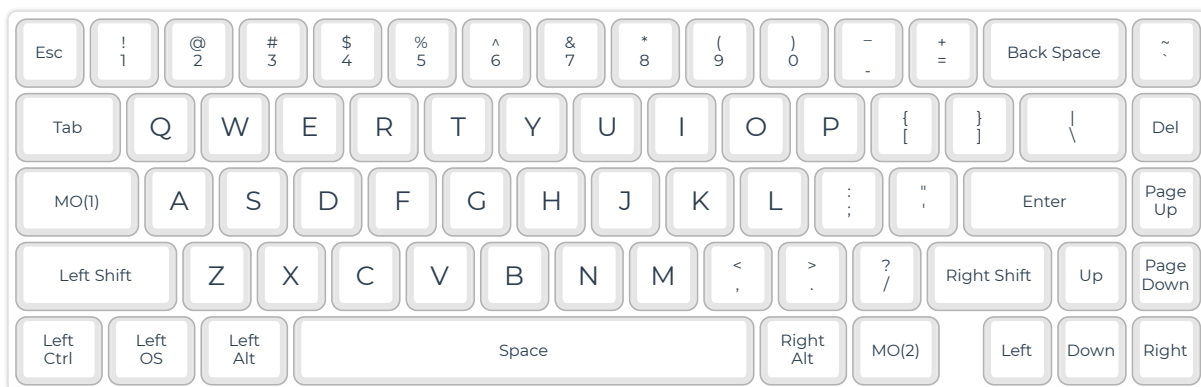 Esc ! @ # $ % ^ & * ( ) _ + Back Space ~
1 2 3 4 5 6 7 8 9 0 - = `
Tab Q W E R T Y U I O P { } | Del
[ ] \
MO(1) A S D F G H J K L : " Enter Page
; ' Up
Left Shift Z X C V B N M < > ? Right Shift Up Page
, . / Down
Left Left Left Space Right MO(2) Left Down Right
Ctrl OS Alt Alt